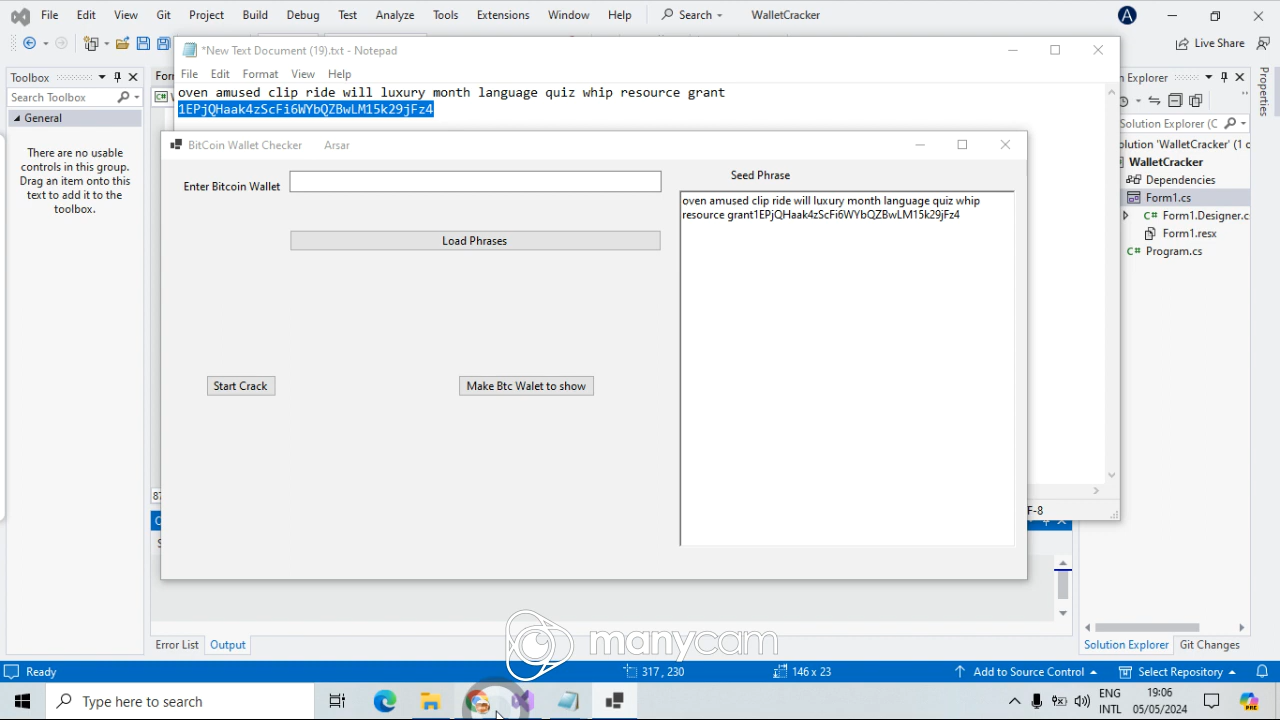 File Edit View Git Project Build Debug Test Analyze Tools Extensions Window Help Search WalletCracker A
Live Share
*New Text Document (19).txt - Notepad
File Edit Format View Help
oven amused clip ride will luxury month language quiz whip resource grant
1EPjQHaak4zScFi6WYbQZBwLM15k29jFz4
Toolbox
Search Toolbox
General
There are no usable
controls in this group.
Drag an item onto this
text to add it to the
toolbox.
BitCoin Wallet Checker Arsar
Enter Bitcoin Wallet
Load Phrases
Start Crack
Make Btc Walet to show
Seed Phrase
oven amused clip ride will luxury month language quiz whip
resource grant1EPjQHaak4zScFi6WYbQZBwLM15k29jFz4
Explorer
Solution Explorer (C
olution 'WalletCracker' (1 c
WalletCracker
Dependencies
Form1.cs
C# Form1.Designer.c
Form1.resx
C# Program.cs
Properties
Error List Output
Solution Explorer Git Changes
manycam
Ready 317, 230 146 x 23 Add to Source Control Select Repository
Type here to search
ENG
INTL
19:06
05/05/2024